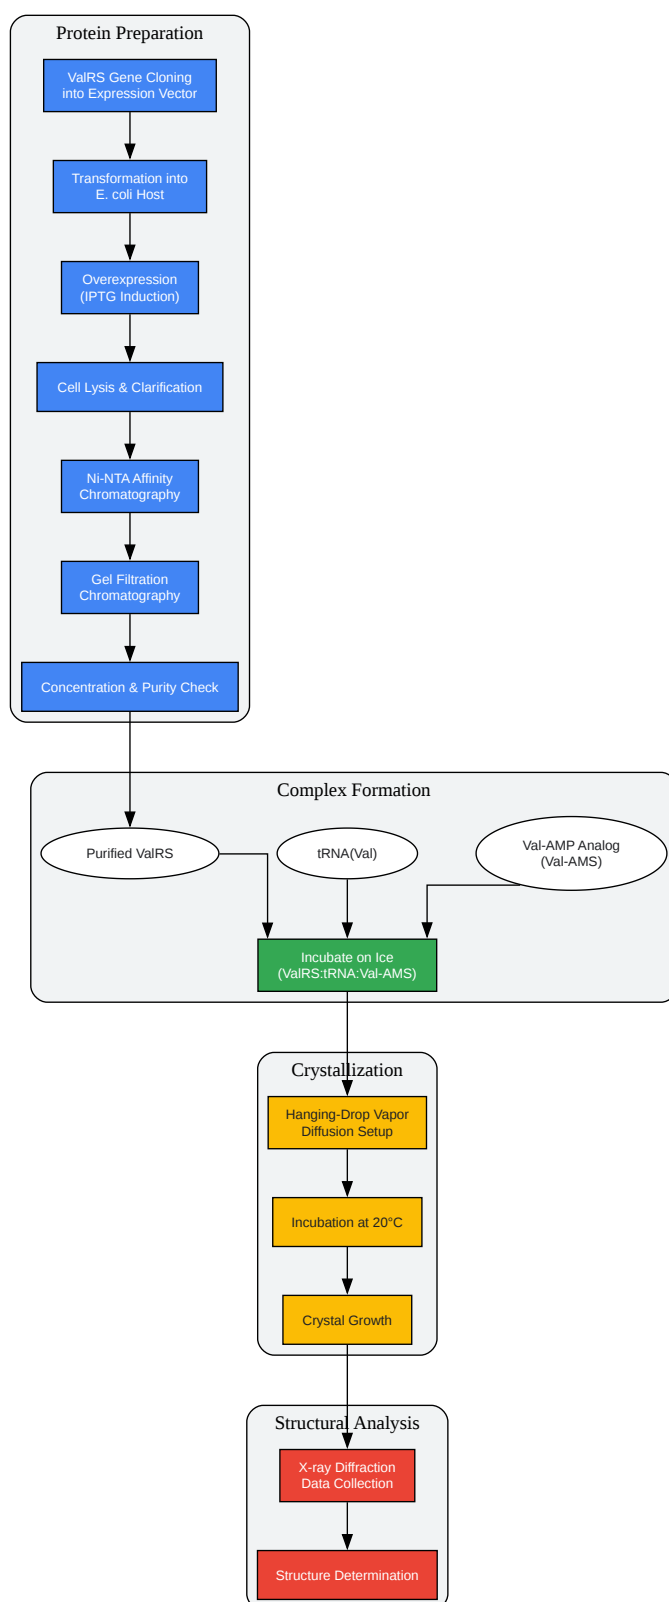 Protein Preparation
ValRS Gene Cloning
into Expression Vector
Transformation into
E. coli Host
Overexpression
(IPTG Induction)
Cell Lysis & Clarification
Ni-NTA Affinity
Chromatography
Gel Filtration
Chromatography
Concentration & Purity Check
Complex Formation
Purified ValRS
tRNA(Val)
Val-AMP Analog
(Val-AMS)
Incubate on Ice
(ValRS:tRNA:Val-AMS)
Crystallization
Hanging-Drop Vapor
Diffusion Setup
Incubation at 20°C
Crystal Growth
Structural Analysis
X-ray Diffraction
Data Collection
Structure Determination